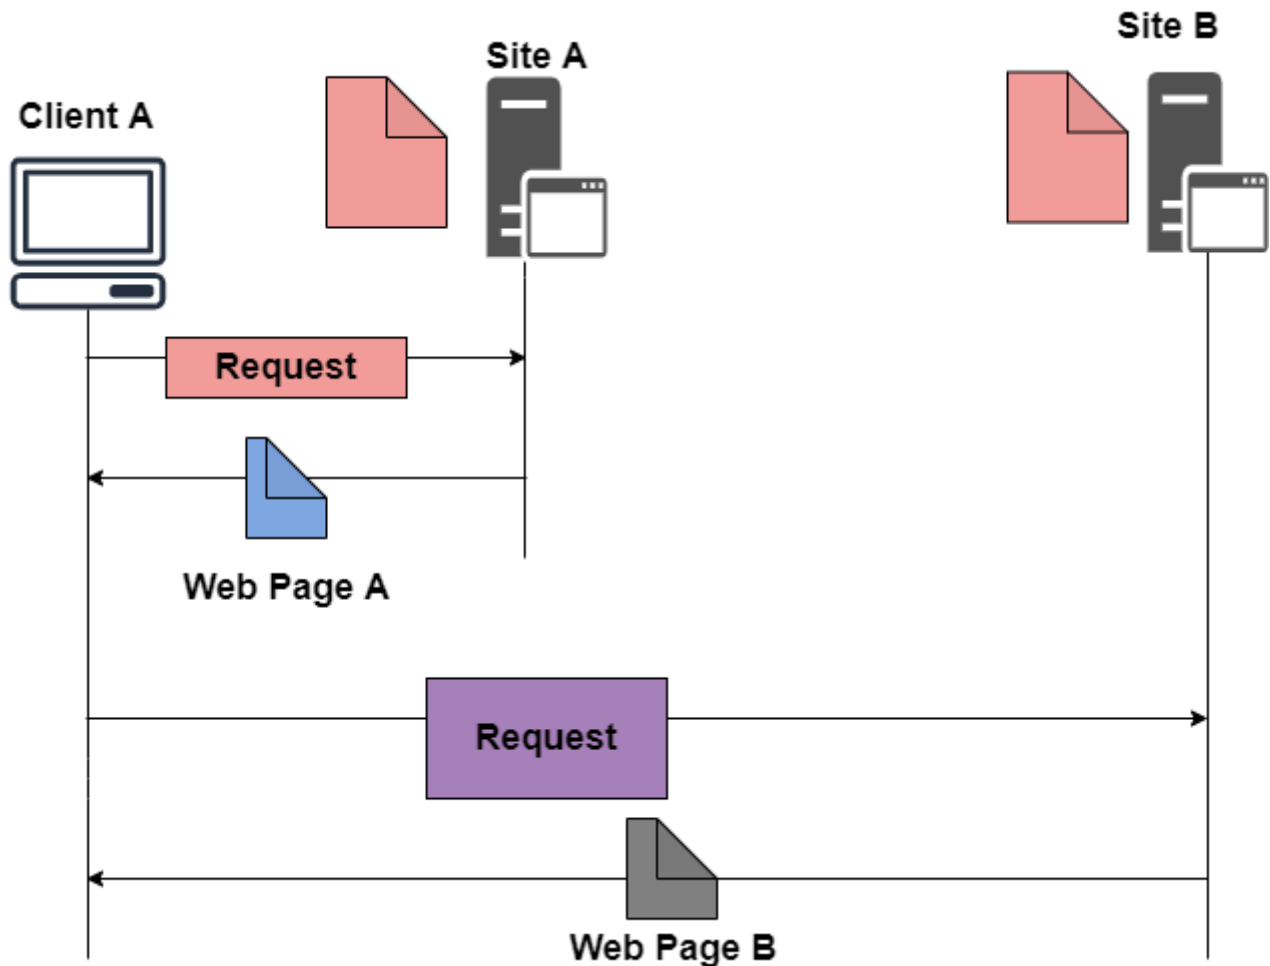 Site B
Site A
Client A
Request
Web Page A
Request
Web Page B